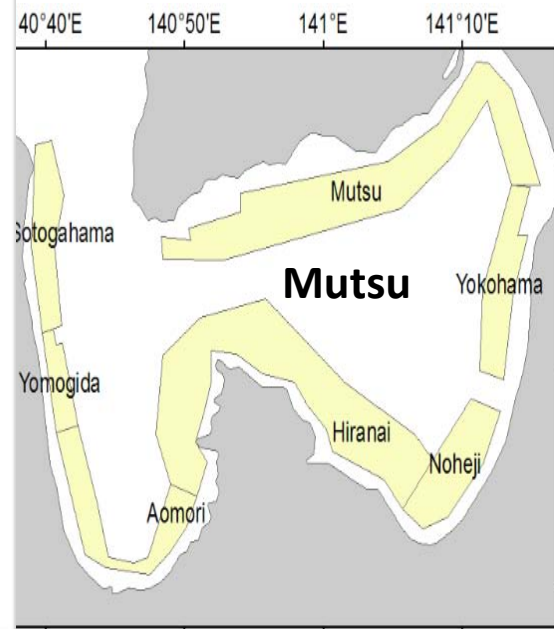 40°40'E 140°50'E 141°E 141°10'E
Mutsu
Sotogahama
Mutsu
Yokohama
Yomogida
Hiranai
Noheji
Aomori